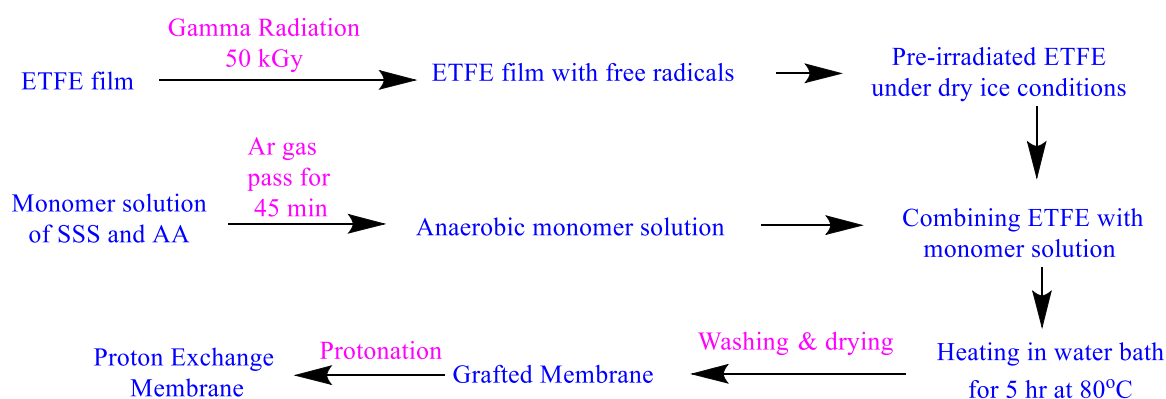 Gamma Radiation
50 kGy
ETFE film
ETFE film with free radicals
Pre-irradiated ETFE
under dry ice conditions
Ar gas
pass for
45 min
Monomer solution
of SSS and AA
Anaerobic monomer solution
Combining ETFE with
monomer solution
Heating in water bath
for 5 hr at 80°C
Washing & drying
Grafted Membrane
Protonation
Proton Exchange
Membrane